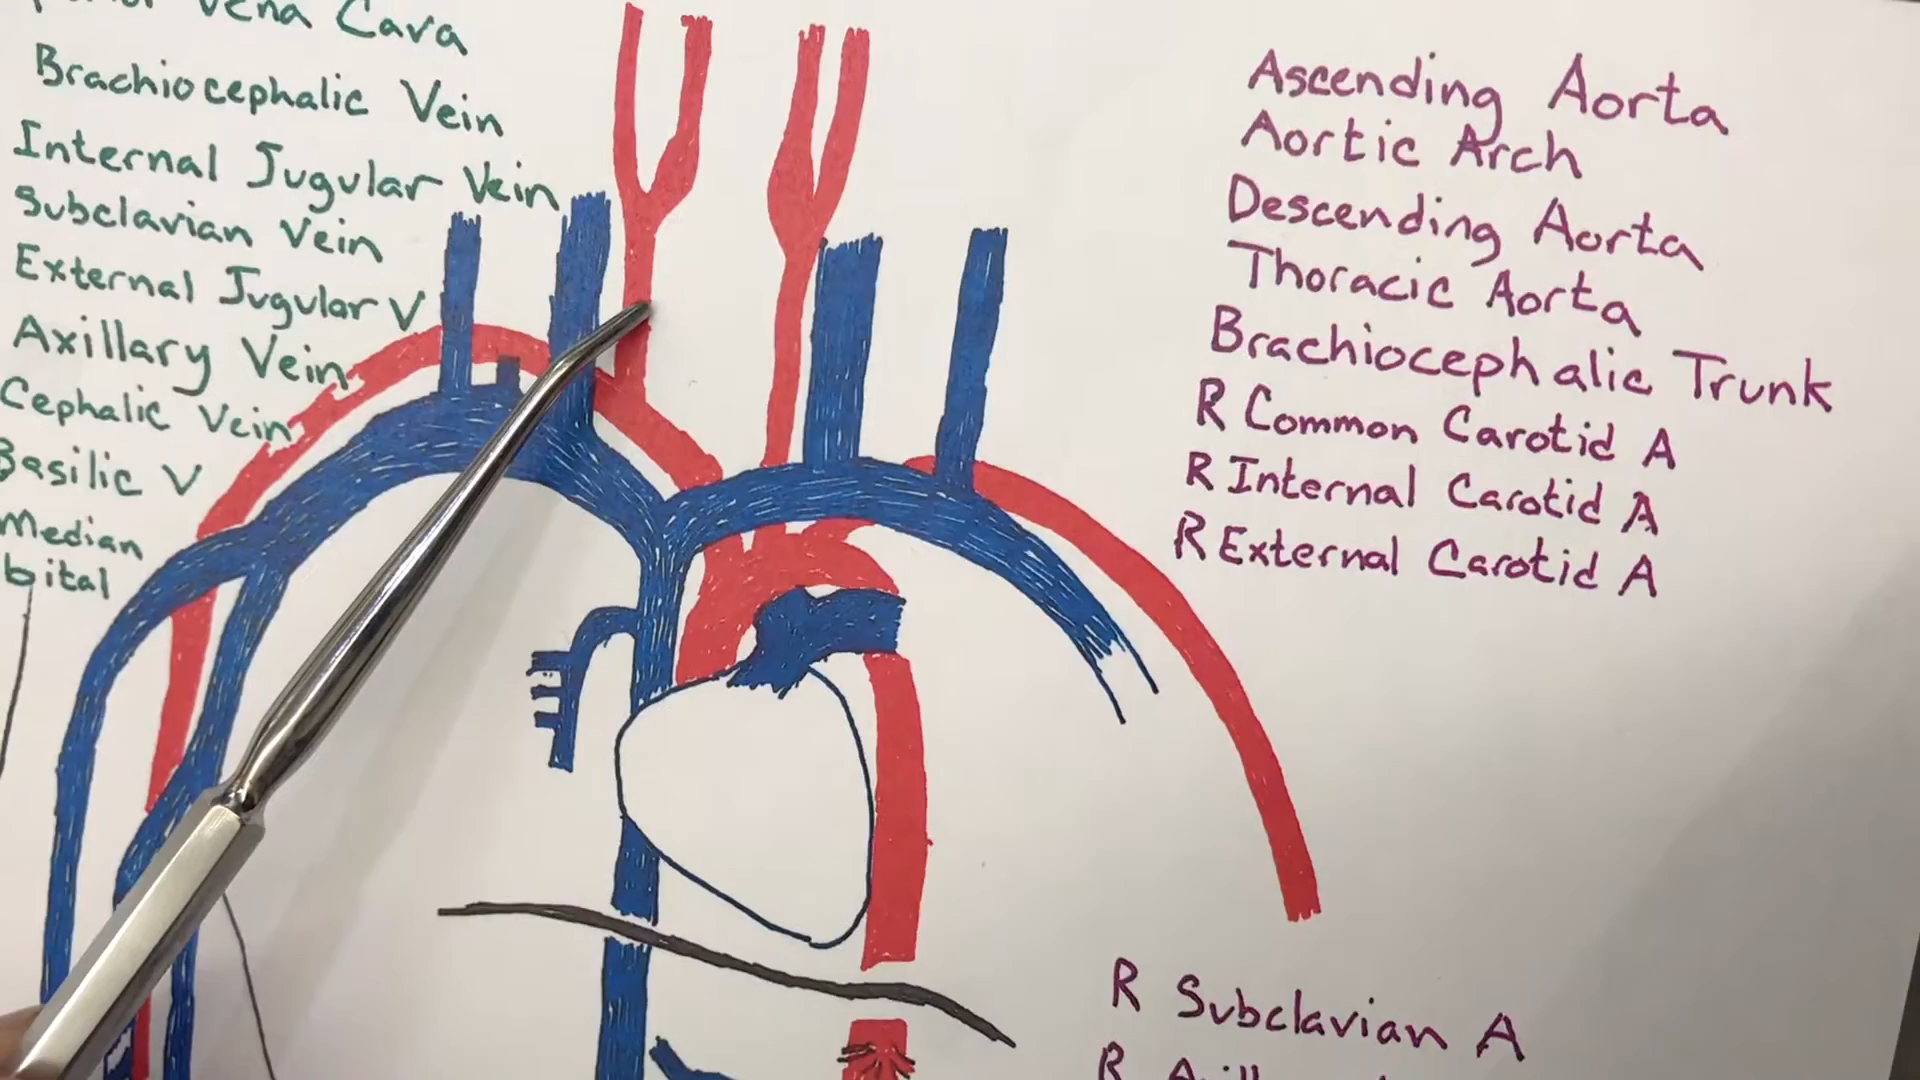 Vena Cava
Brachiocephalic Vein
Internal Jugular Vein
Subclavian Vein
External Jugular V
Axillary Vein
Cephalic Vein
Basilic V
Median
bital
Ascending Aorta
Aortic Arch
Descending Aorta
Thoracic Aorta
Brachiocephalic Trunk
R Common Carotid A
R Internal Carotid A
R External Carotid A
R Subclavian A
R